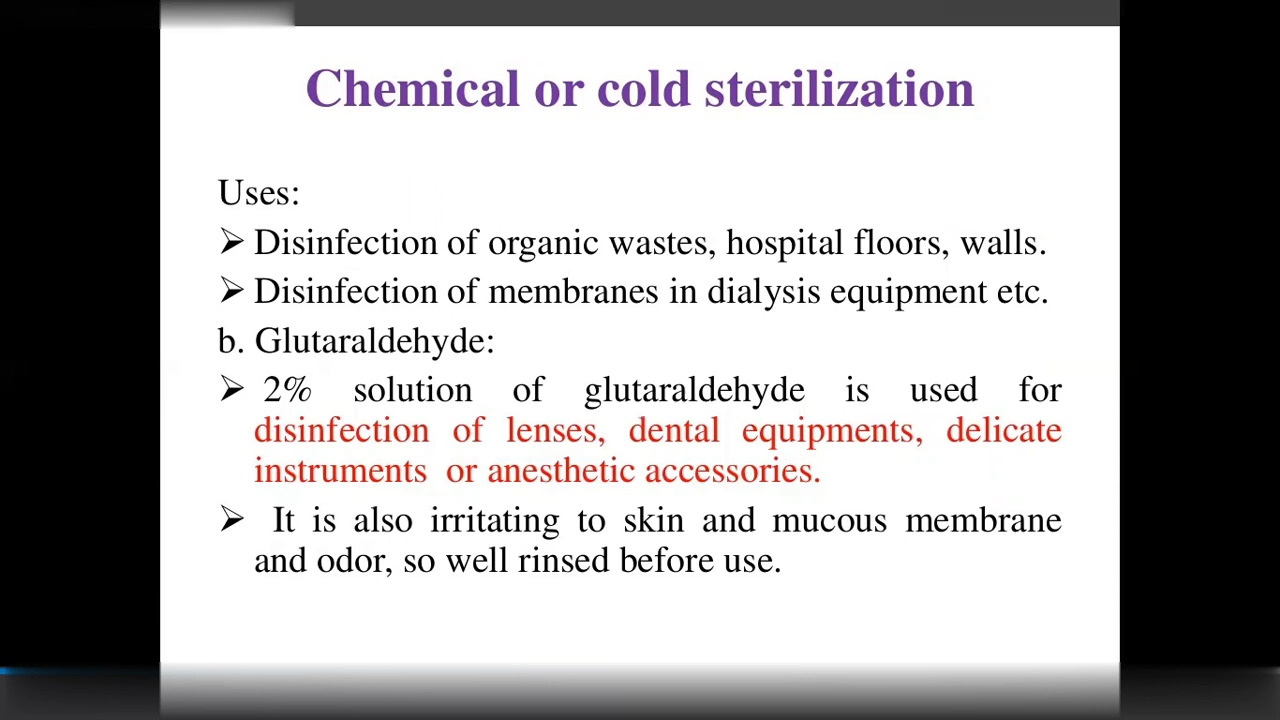 Chemical or cold sterilization
Uses:
➢ Disinfection of organic wastes, hospital floors, walls.
➢ Disinfection of membranes in dialysis equipment etc.
b. Glutaraldehyde:
➢ 2% solution of glutaraldehyde is used for
disinfection of lenses, dental equipments, delicate
instruments or anesthetic accessories.
➢ It is also irritating to skin and mucous membrane
and odor, so well rinsed before use.